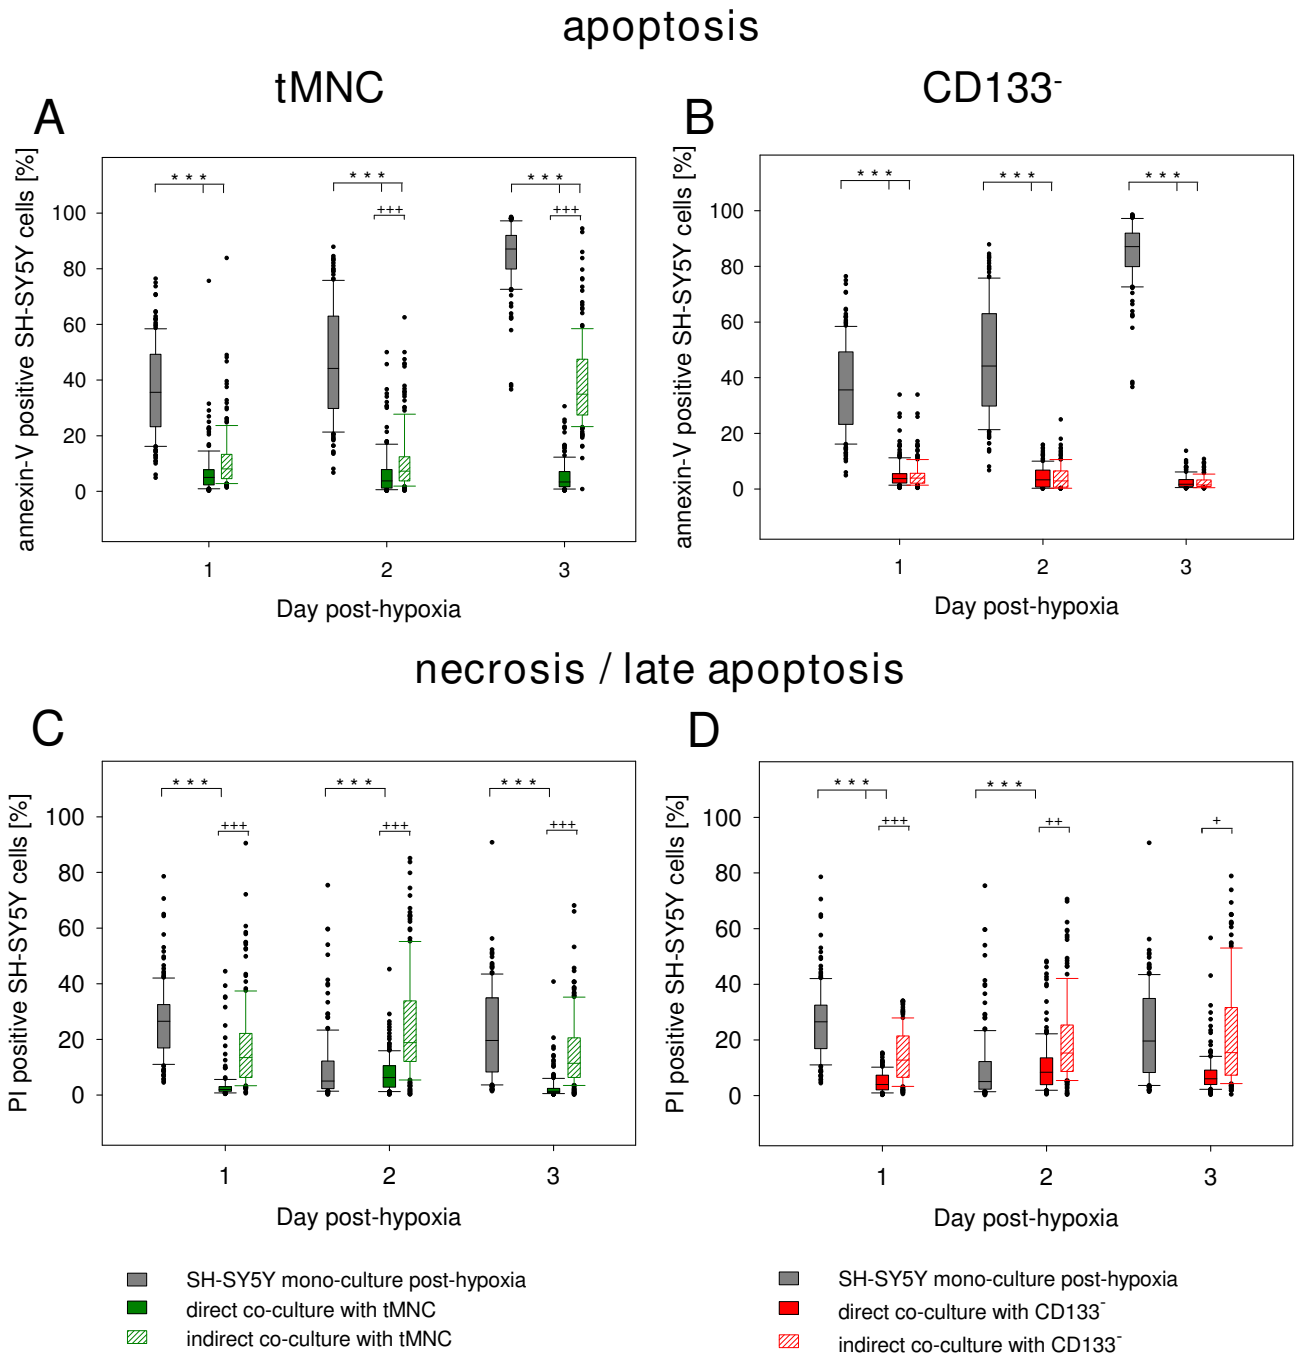 apoptosis
tMNC
CD133-
A
B
annexin-V positive SH-SY5Y cells [%]
100
80
60
40
20
0
* * *
* * *
+++
* * *
+++
1
2
3
Day post-hypoxia
annexin-V positive SH-SY5Y cells [%]
100
80
60
40
20
0
* * *
* * *
* * *
1
2
3
Day post-hypoxia
necrosis / late apoptosis
C
D
PI positive SH-SY5Y cells [%]
100
80
60
40
20
0
* * *
+++
* * *
+++
* * *
+++
1
2
3
Day post-hypoxia
PI positive SH-SY5Y cells [%]
100
80
60
40
20
0
* * *
+++
* * *
++
+
1
2
3
Day post-hypoxia
SH-SY5Y mono-culture post-hypoxia
direct co-culture with tMNC
indirect co-culture with tMNC
SH-SY5Y mono-culture post-hypoxia
direct co-culture with CD133-
indirect co-culture with CD133-